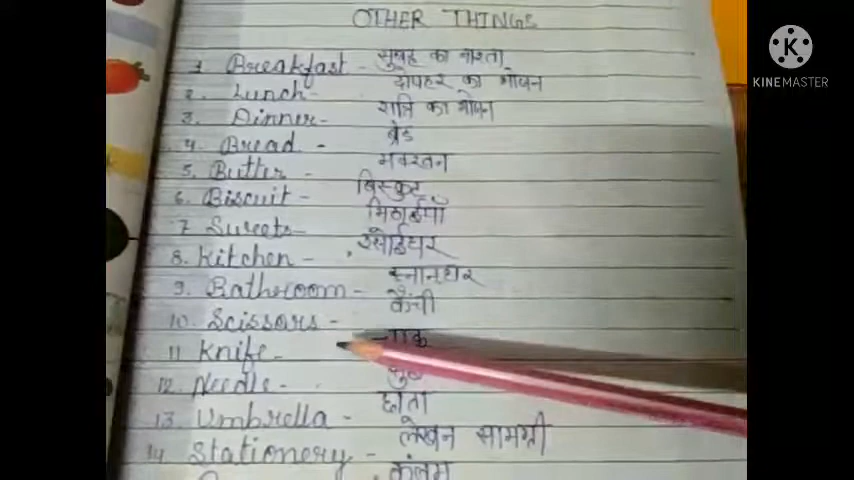 OTHER THINGS
1. Breakfast - सुबह का नाश्ता
2. Lunch - दोपहर का भोजन
3. Dinner - रात्रि का भोजन
4. Bread - ब्रेड
5. Butter - मक्खन
6. Biscuit - बिस्कुट
7. Sweets - मिठाईयाँ
8. Kitchen - रसोईघर
9. Bathroom - स्नानघर
10. Scissors - कैंची
11 Knife -
12. Needle -
13. Umbrella - छाता
14. Stationery - लेखन सामग्री
K
KINEMASTER